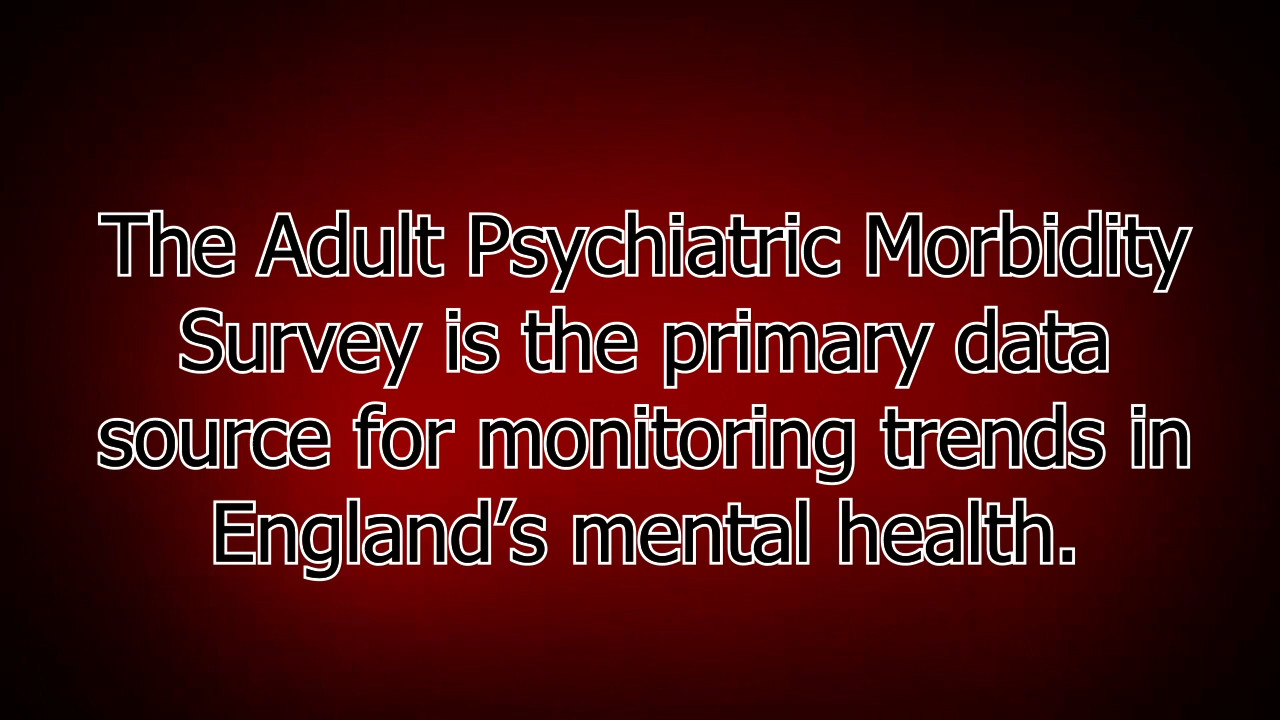 The Adult Psychiatric Morbidity
Survey is the primary data
source for monitoring trends in
England’s mental health.